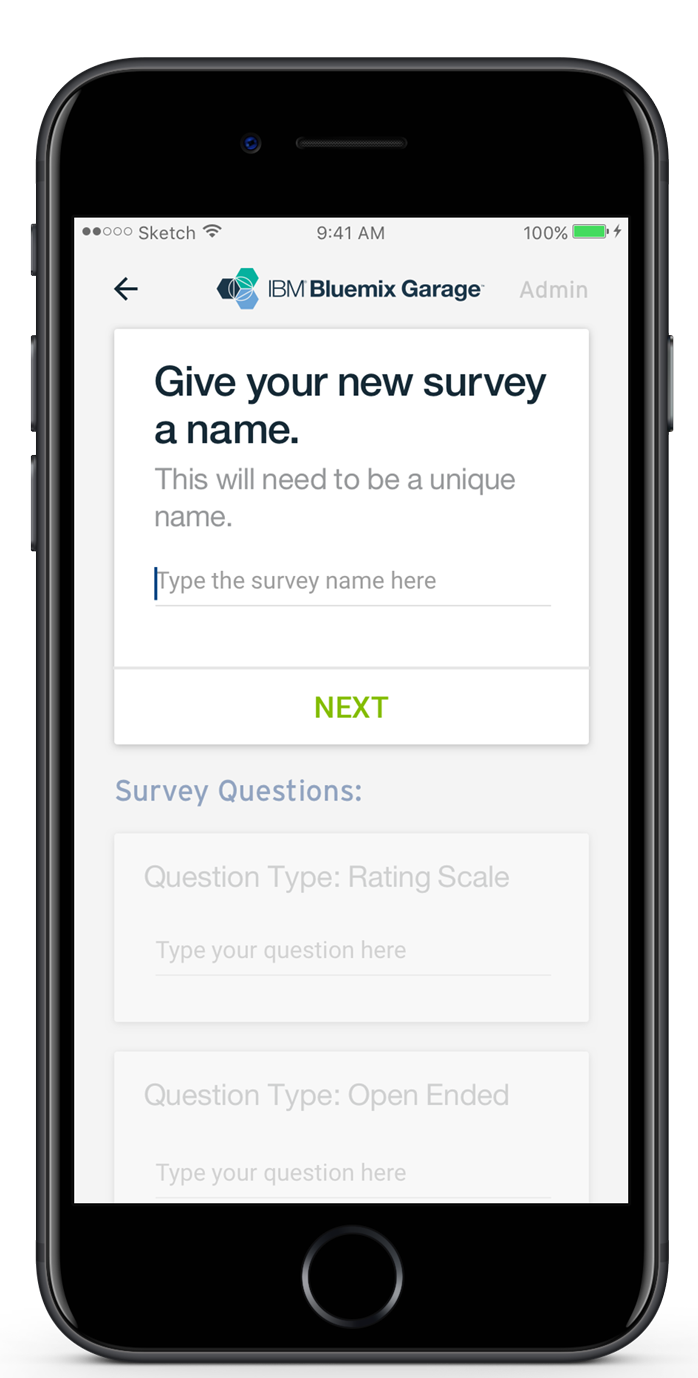 Sketch 9:41 AM 100%
IBM Bluemix Garage Admin
Give your new survey
a name.
This will need to be a unique
name.
Type the survey name here
NEXT
Survey Questions:
Question Type: Rating Scale
Type your question here
Question Type: Open Ended
Type your question here